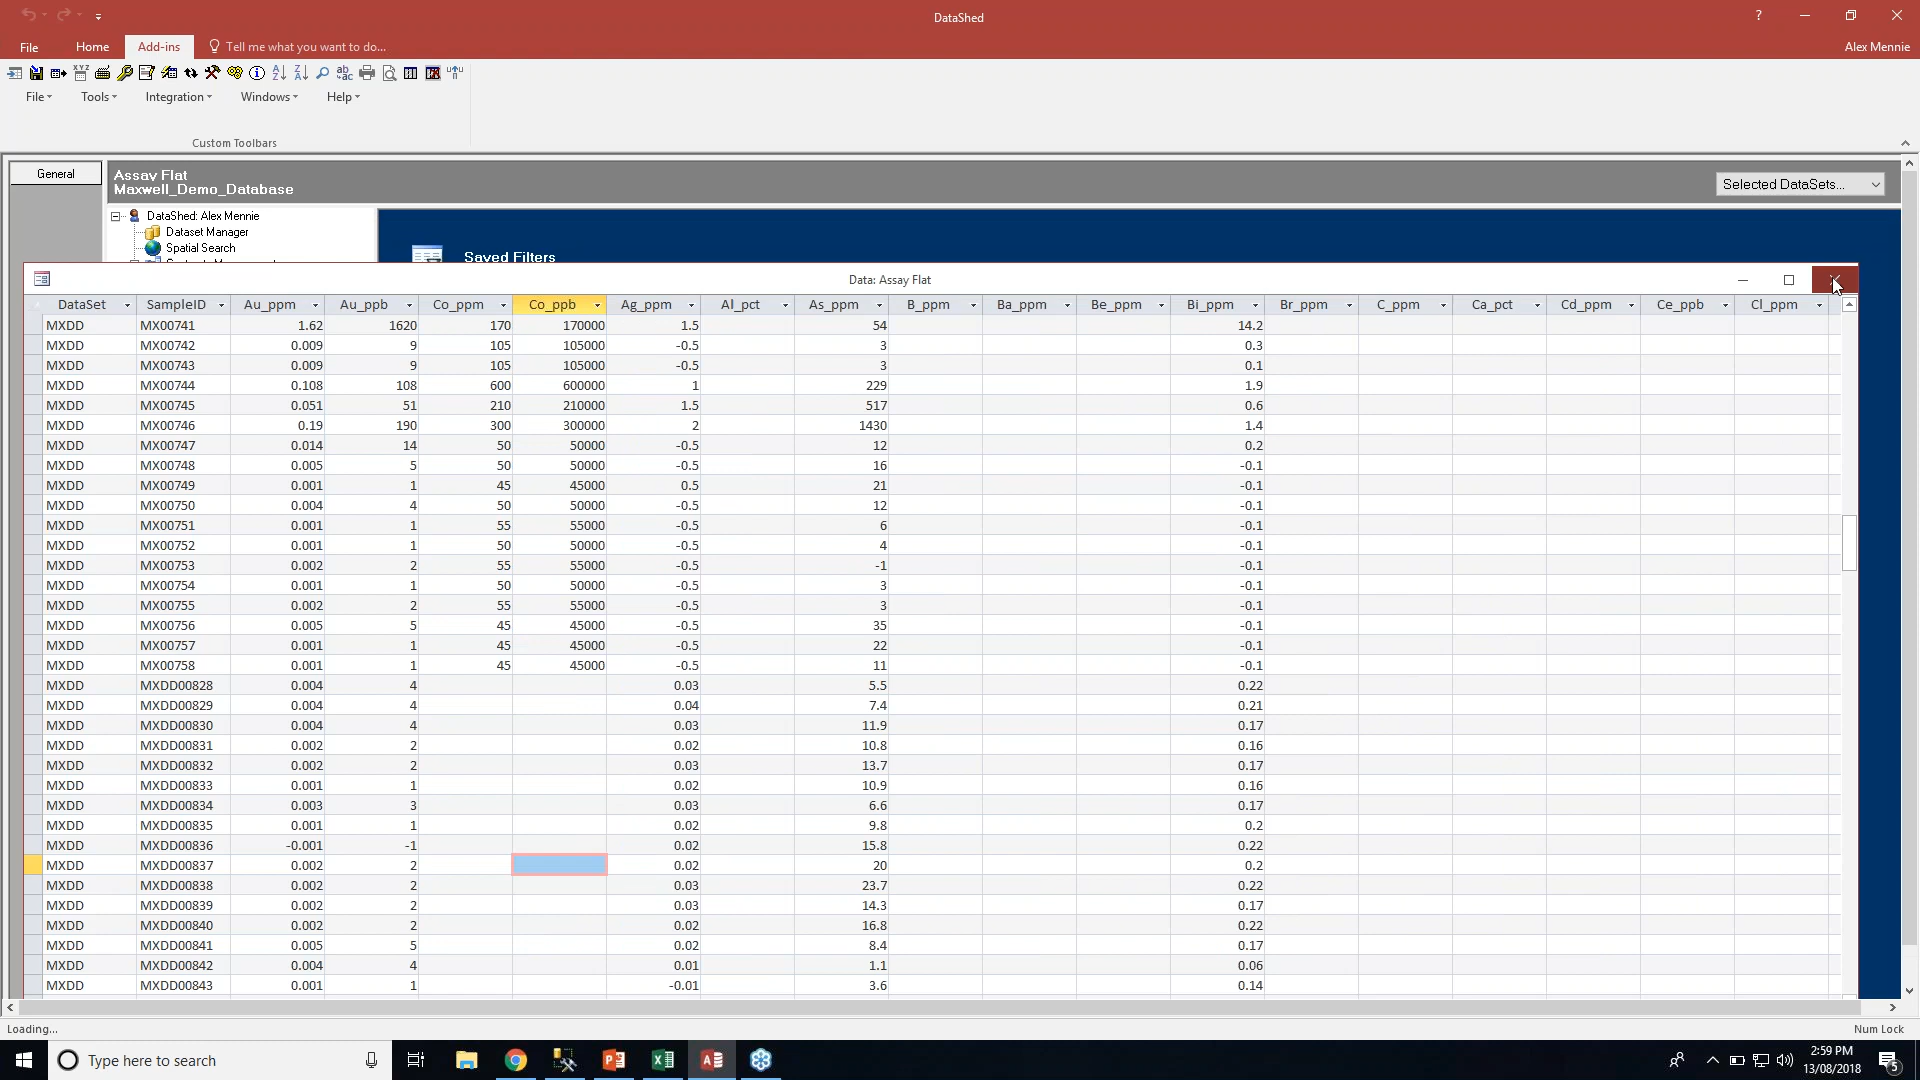 DataShed
?
File Home Add-ins Tell me what you want to do... Alex Mennie
File Tools Integration Windows Help
Custom Toolbars
General
Assay Flat
Maxwell_Demo_Database
Selected DataSets...
DataShed: Alex Mennie
Dataset Manager
Spatial Search
Saved Filters
Data: Assay Flat
DataSet SampleID Au_ppm Au_ppb Co_ppm Co_ppb Ag_ppm Al_pct As_ppm B_ppm Ba_ppm Be_ppm Bi_ppm Br_ppm C_ppm Ca_pct Cd_ppm Ce_ppb Cl_ppm
MXDD MX00741 1.62 1620 170 170000 1.5 54 14.2
MXDD MX00742 0.009 9 105 105000 -0.5 3 0.3
MXDD MX00743 0.009 9 105 105000 -0.5 3 0.1
MXDD MX00744 0.108 108 600 600000 1 229 1.9
MXDD MX00745 0.051 51 210 210000 1.5 517 0.6
MXDD MX00746 0.19 190 300 300000 2 1430 1.4
MXDD MX00747 0.014 14 50 50000 -0.5 12 0.2
MXDD MX00748 0.005 5 50 50000 -0.5 16 -0.1
MXDD MX00749 0.001 1 45 45000 0.5 21 -0.1
MXDD MX00750 0.004 4 50 50000 -0.5 12 -0.1
MXDD MX00751 0.001 1 55 55000 -0.5 6 -0.1
MXDD MX00752 0.001 1 50 50000 -0.5 4 -0.1
MXDD MX00753 0.002 2 55 55000 -0.5 -1 -0.1
MXDD MX00754 0.001 1 50 50000 -0.5 3 -0.1
MXDD MX00755 0.002 2 55 55000 -0.5 3 -0.1
MXDD MX00756 0.005 5 45 45000 -0.5 35 -0.1
MXDD MX00757 0.001 1 45 45000 -0.5 22 -0.1
MXDD MX00758 0.001 1 45 45000 -0.5 11 -0.1
MXDD MXDD00828 0.004 4 0.03 5.5 0.22
MXDD MXDD00829 0.004 4 0.04 7.4 0.21
MXDD MXDD00830 0.004 4 0.03 11.9 0.17
MXDD MXDD00831 0.002 2 0.02 10.8 0.16
MXDD MXDD00832 0.002 2 0.03 13.7 0.17
MXDD MXDD00833 0.001 1 0.02 10.9 0.16
MXDD MXDD00834 0.003 3 0.03 6.6 0.17
MXDD MXDD00835 0.001 1 0.02 9.8 0.2
MXDD MXDD00836 -0.001 -1 0.02 15.8 0.22
MXDD MXDD00837 0.002 2 0.02 20 0.2
MXDD MXDD00838 0.002 2 0.03 23.7 0.22
MXDD MXDD00839 0.002 2 0.03 14.3 0.17
MXDD MXDD00840 0.002 2 0.02 16.8 0.22
MXDD MXDD00841 0.005 5 0.02 8.4 0.17
MXDD MXDD00842 0.004 4 0.01 1.1 0.06
MXDD MXDD00843 0.001 1 -0.01 3.6 0.14
Loading... Num Lock
Type here to search
2:59 PM
13/08/2018
5